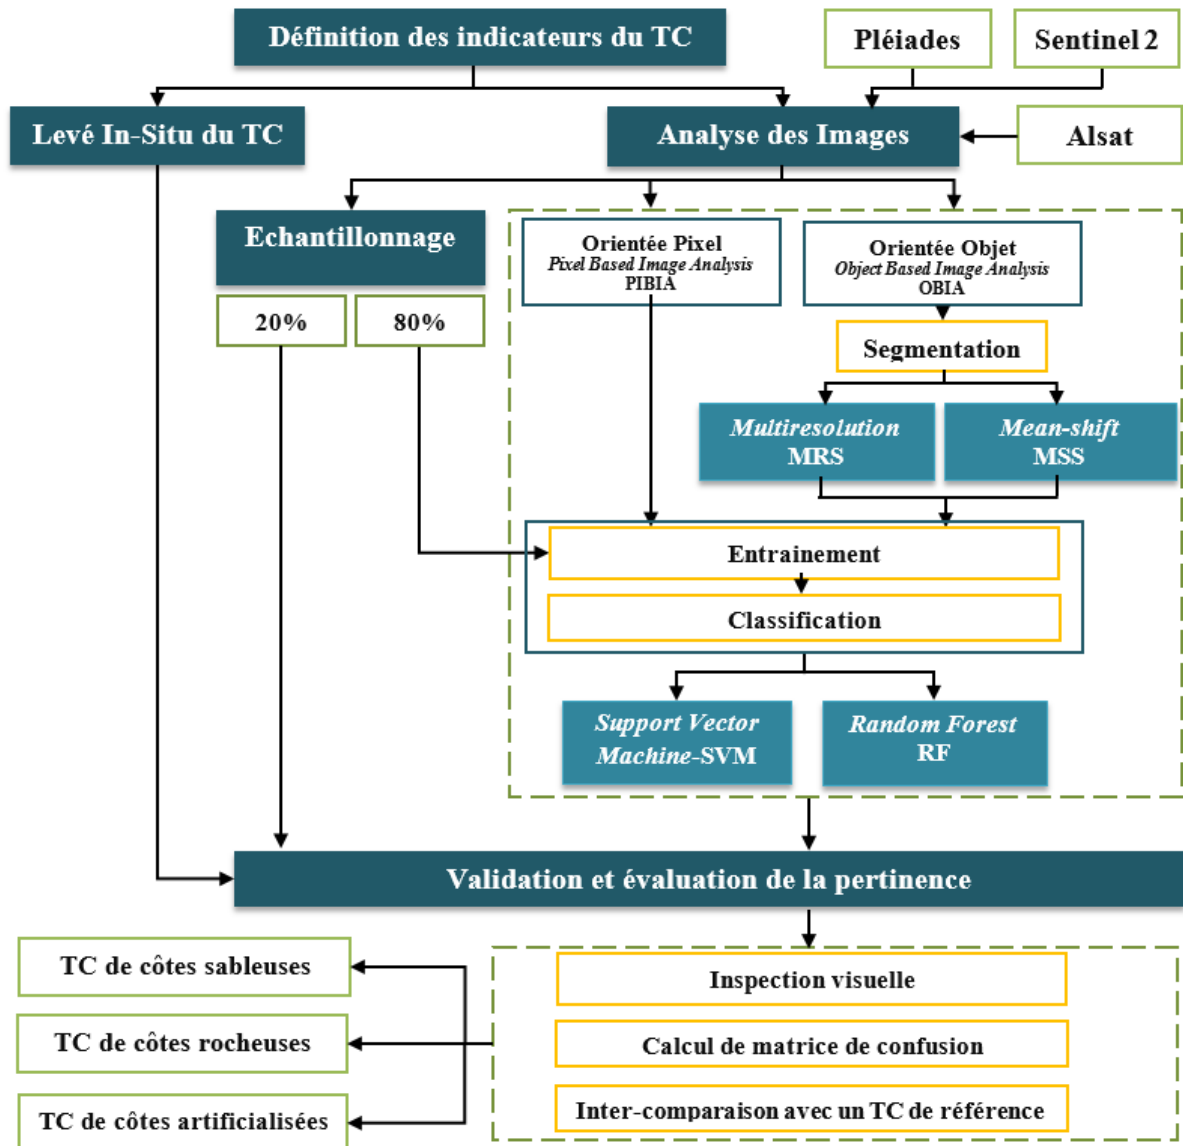 Définition des indicateurs du TC
Pléiades
Sentinel 2
Levé In-Situ du TC
Analyse des Images
Alsat
Echantillonnage
20%
80%
Orientée Pixel
Pixel Based Image Analysis
PIBIA
Orientée Objet
Object Based Image Analysis
OBIA
Segmentation
Multiresolution
MRS
Mean-shift
MSS
Entrainement
Classification
Support Vector
Machine-SVM
Random Forest
RF
Validation et évaluation de la pertinence
TC de côtes sableuses
TC de côtes rocheuses
TC de côtes artificialisées
Inspection visuelle
Calcul de matrice de confusion
Inter-comparaison avec un TC de référence